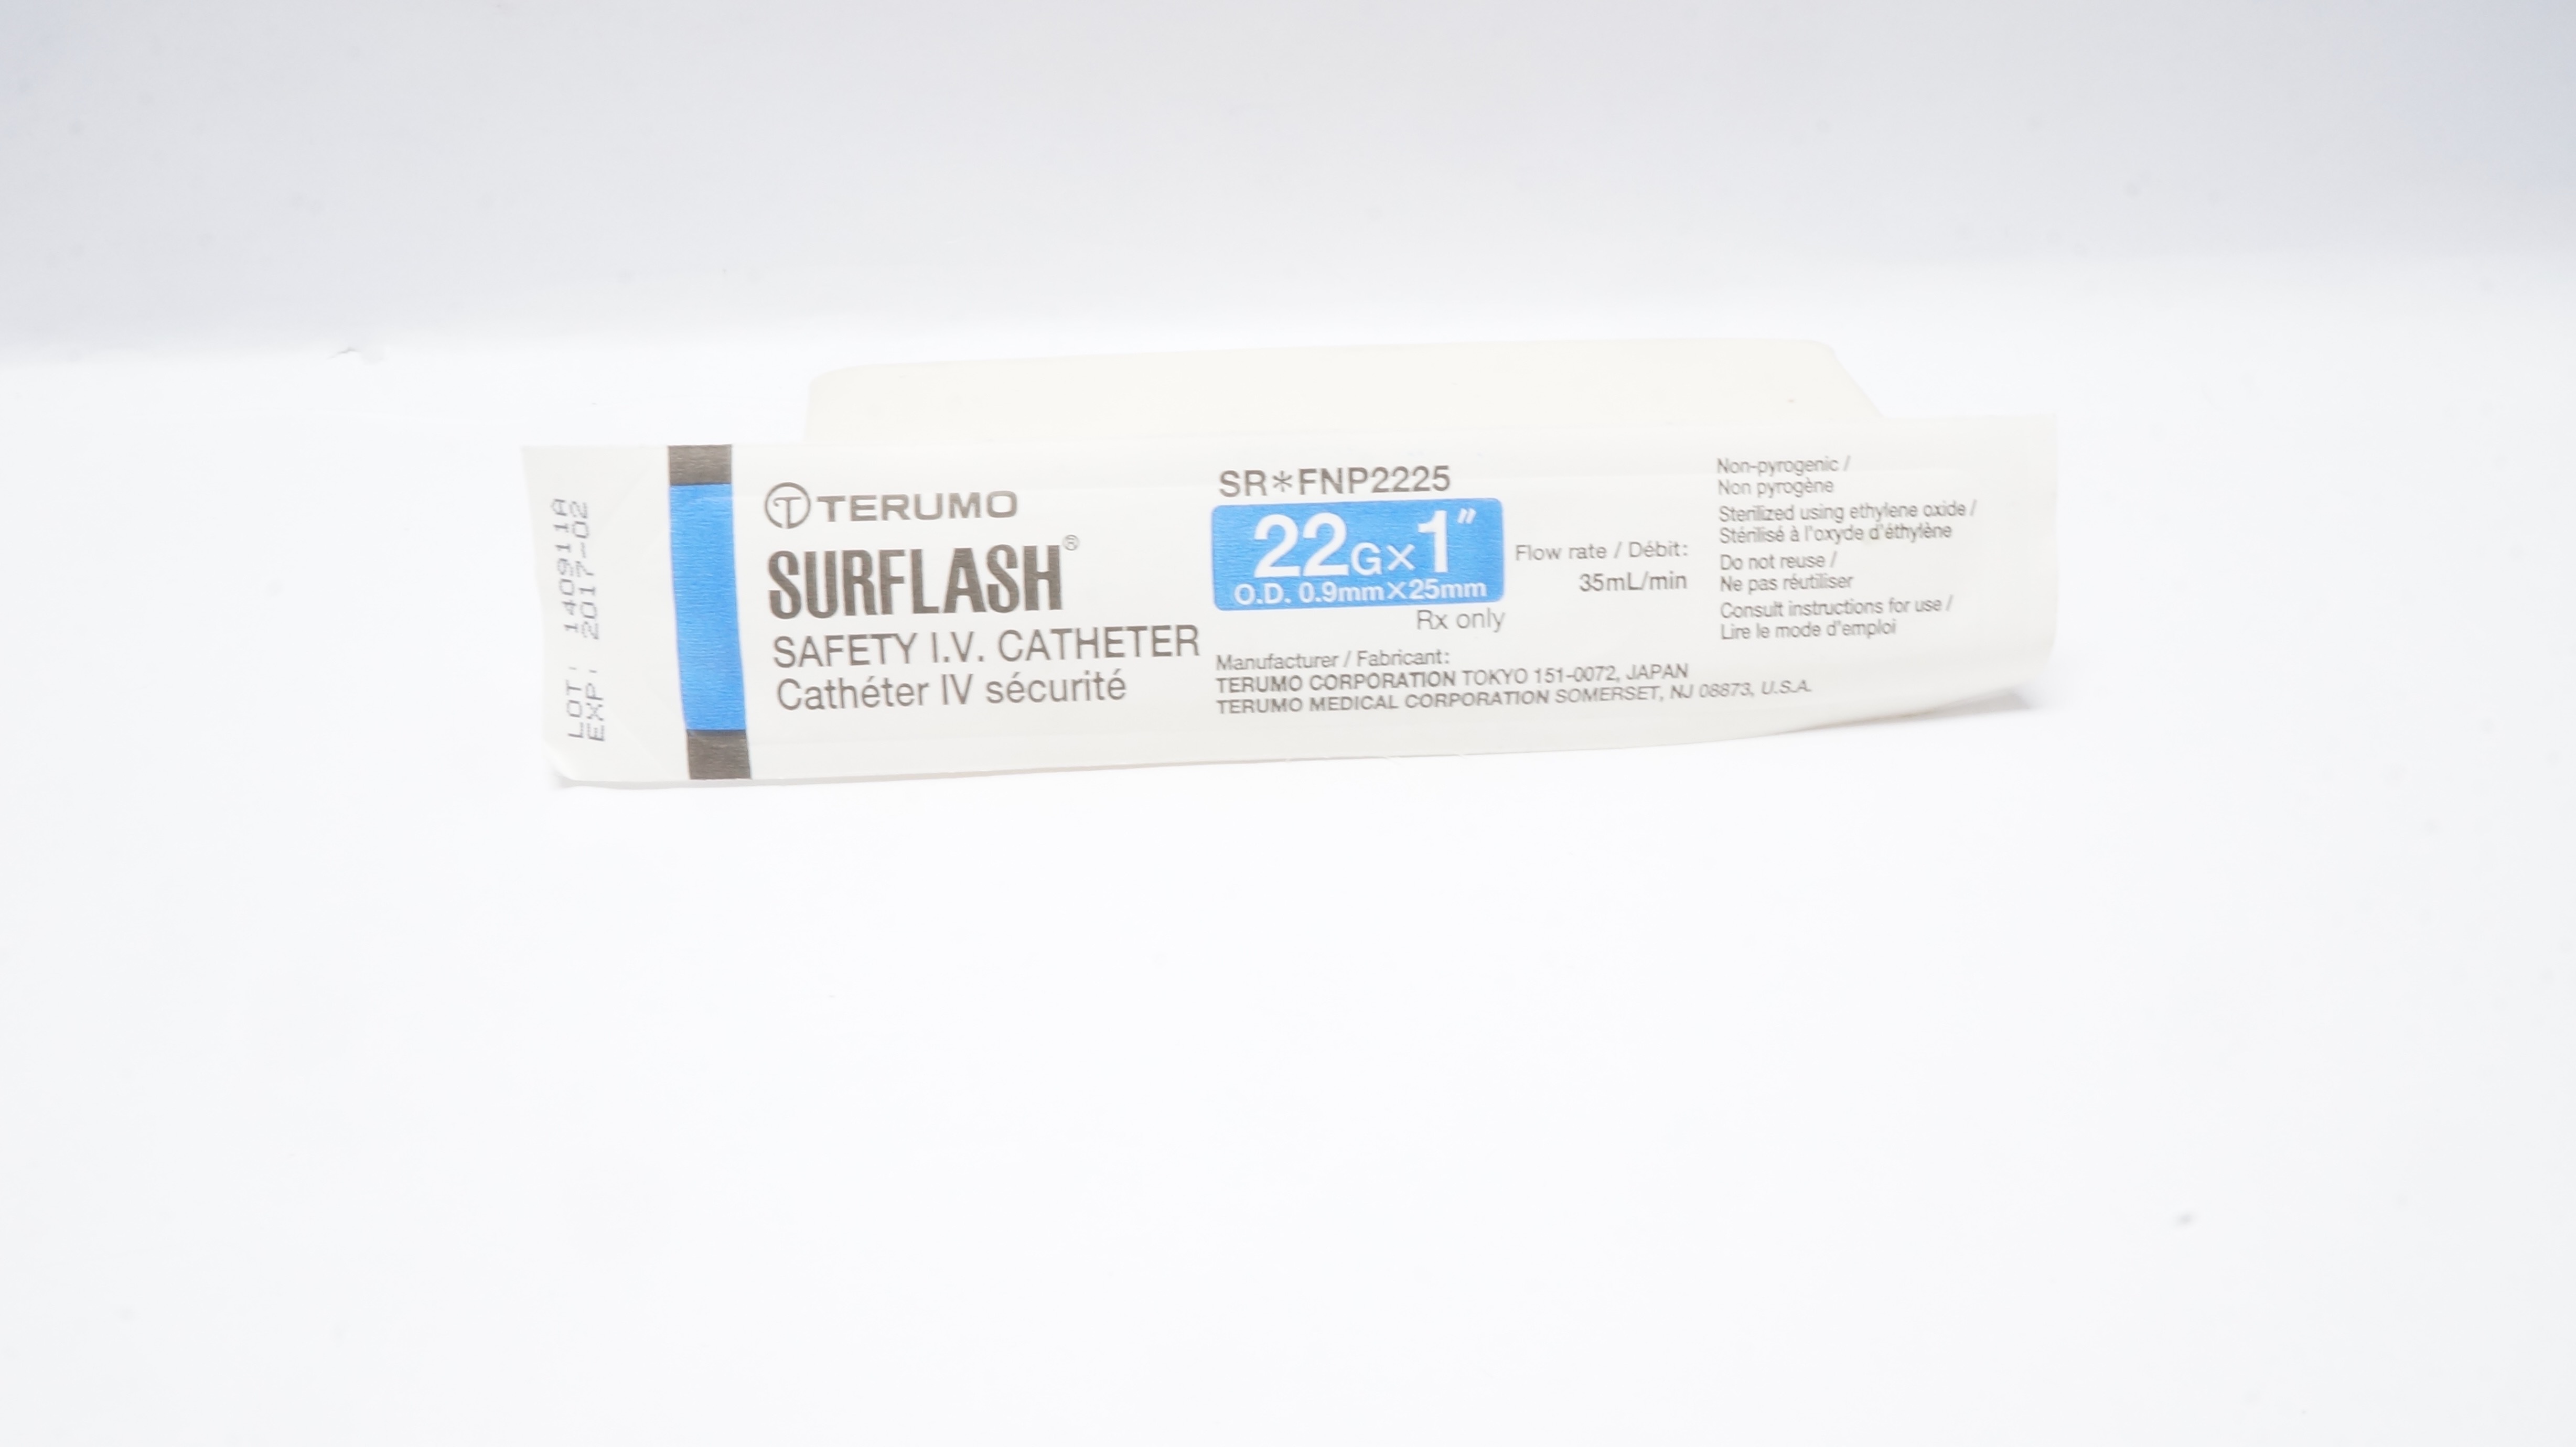 LOT: 140911A
EXP: 2017-02
TERUMO
SURFLASH®
SAFETY I.V. CATHETER
Cathéter IV sécurité
SR*FNP2225
22G×1"
O.D. 0.9mm×25mm
Rx only
Flow rate / Débit:
35mL/min
Manufacturer / Fabricant:
TERUMO CORPORATION TOKYO 151-0072, JAPAN
TERUMO MEDICAL CORPORATION SOMERSET, NJ 08873, U.S.A.
Non-pyrogenic /
Non pyrogène
Sterilized using ethylene oxide /
Stérilisé à l'oxyde d'éthylène
Do not reuse /
Ne pas réutiliser
Consult instructions for use /
Lire le mode d'emploi